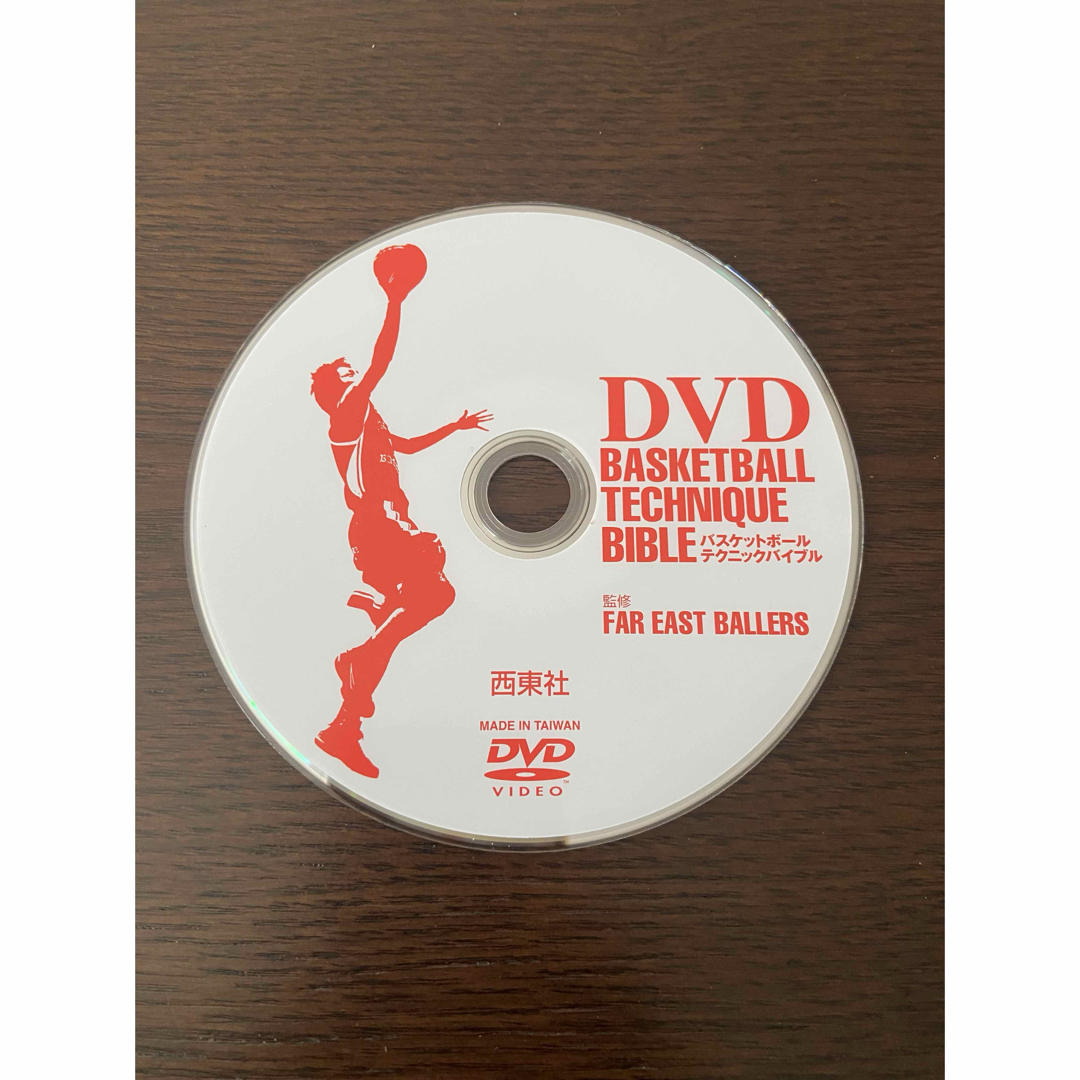 DVD
BASKETBALL
TECHNIQUE
BIBLE バスケットボール
テクニックバイブル
監修
FAR EAST BALLERS
西東社
MADE IN TAIWAN
DVD
VIDEO™